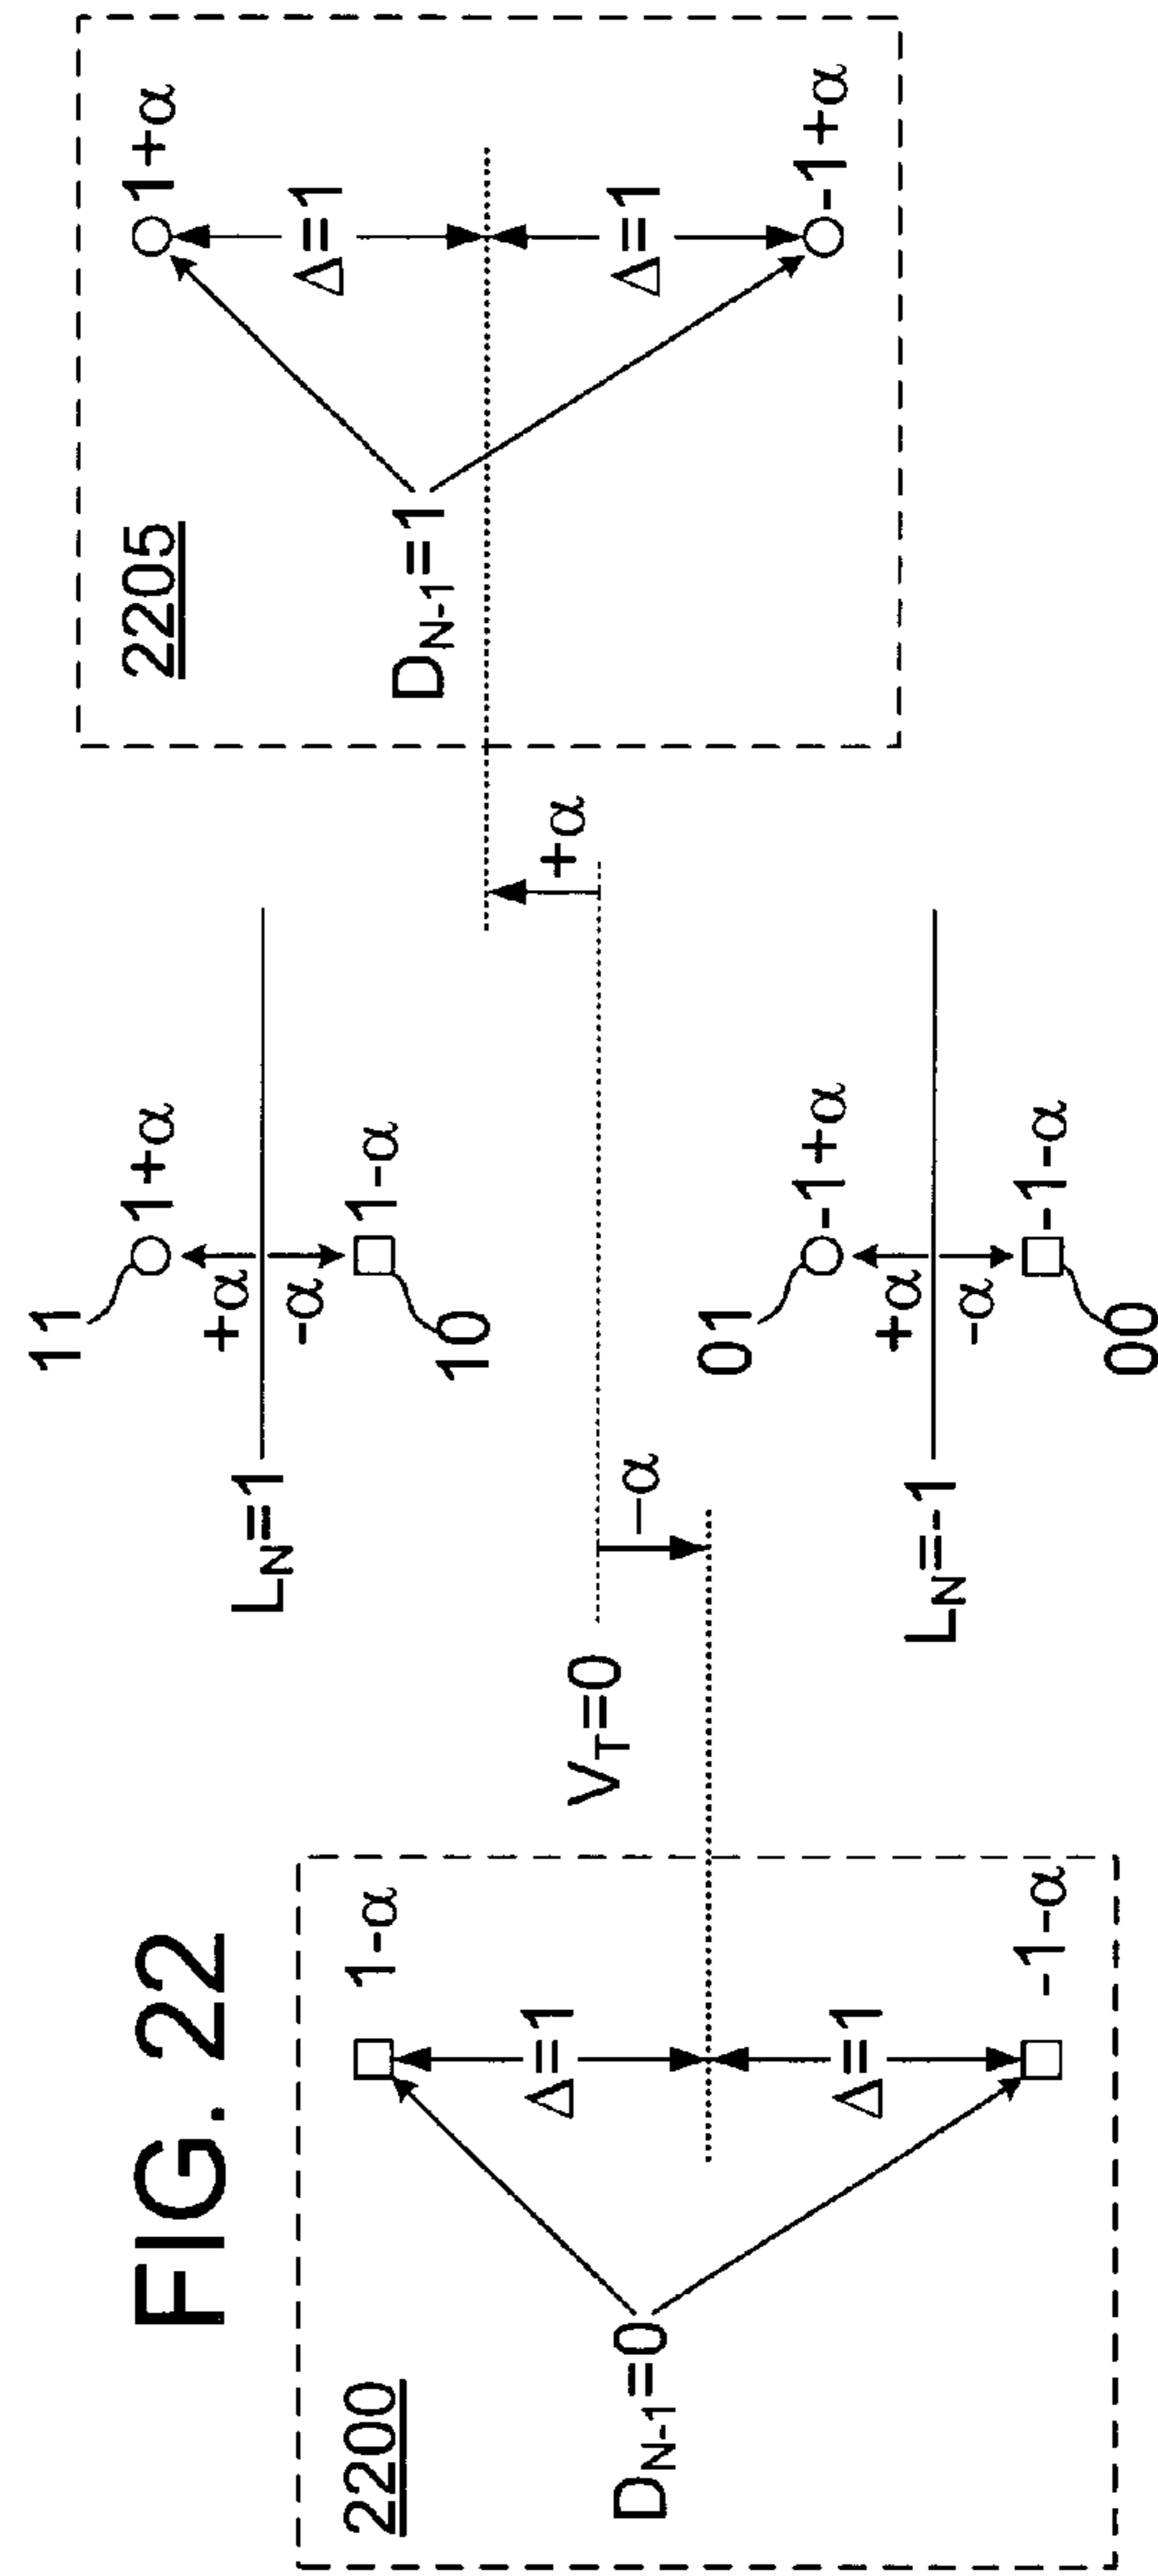 FIG. 22
2200
D_{N-1}=0
1-α
Δ=1
Δ=1
-1-α
V_T=0
-α
L_N=1
11
+α
1+α
-α
10
1-α
L_N=-1
01
+α
-1+α
-α
00
-1-α
+α
2205
D_{N-1}=1
1+α
Δ=1
Δ=1
-1+α